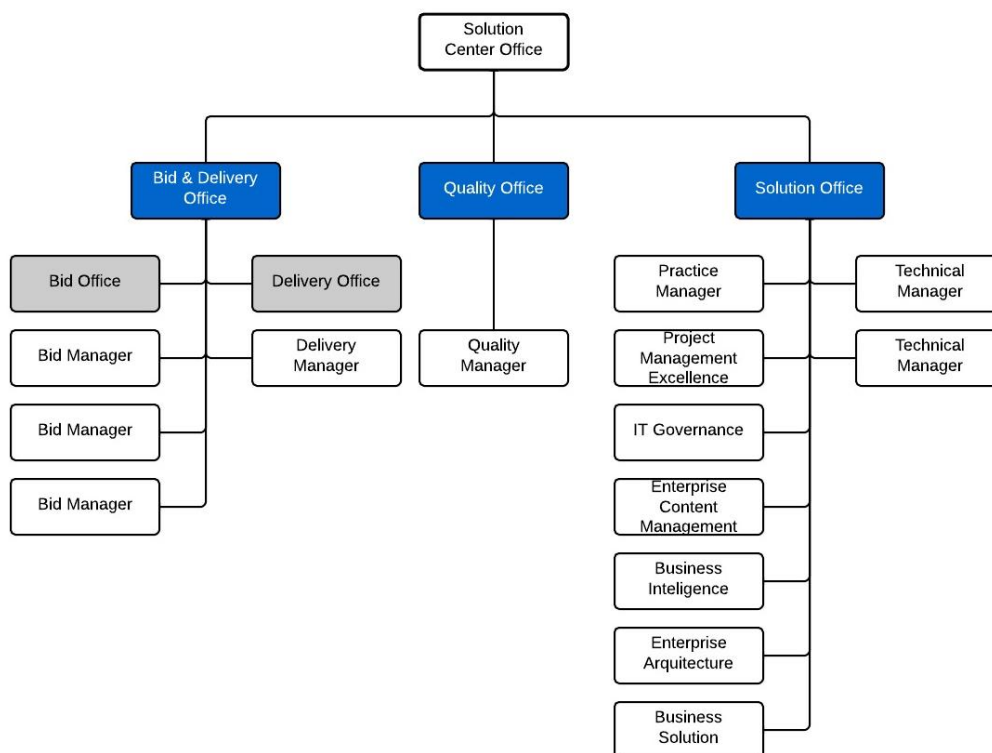 Solution
Center Office
Bid & Delivery
Office
Quality Office
Solution Office
Bid Office
Delivery Office
Practice
Manager
Technical
Manager
Bid Manager
Delivery
Manager
Quality
Manager
Project
Management
Excellence
Technical
Manager
Bid Manager
IT Governance
Bid Manager
Enterprise
Content
Management
Business
Inteligence
Enterprise
Arquitecture
Business
Solution